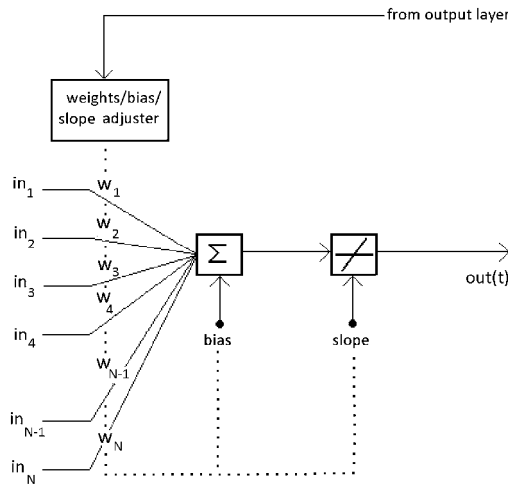 from output layer
weights/bias/
slope adjuster
in1
w1
in2
w2
in3
w3
w4
in4
wN-1
inN-1
wN
inN
Σ
out(t)
bias
slope